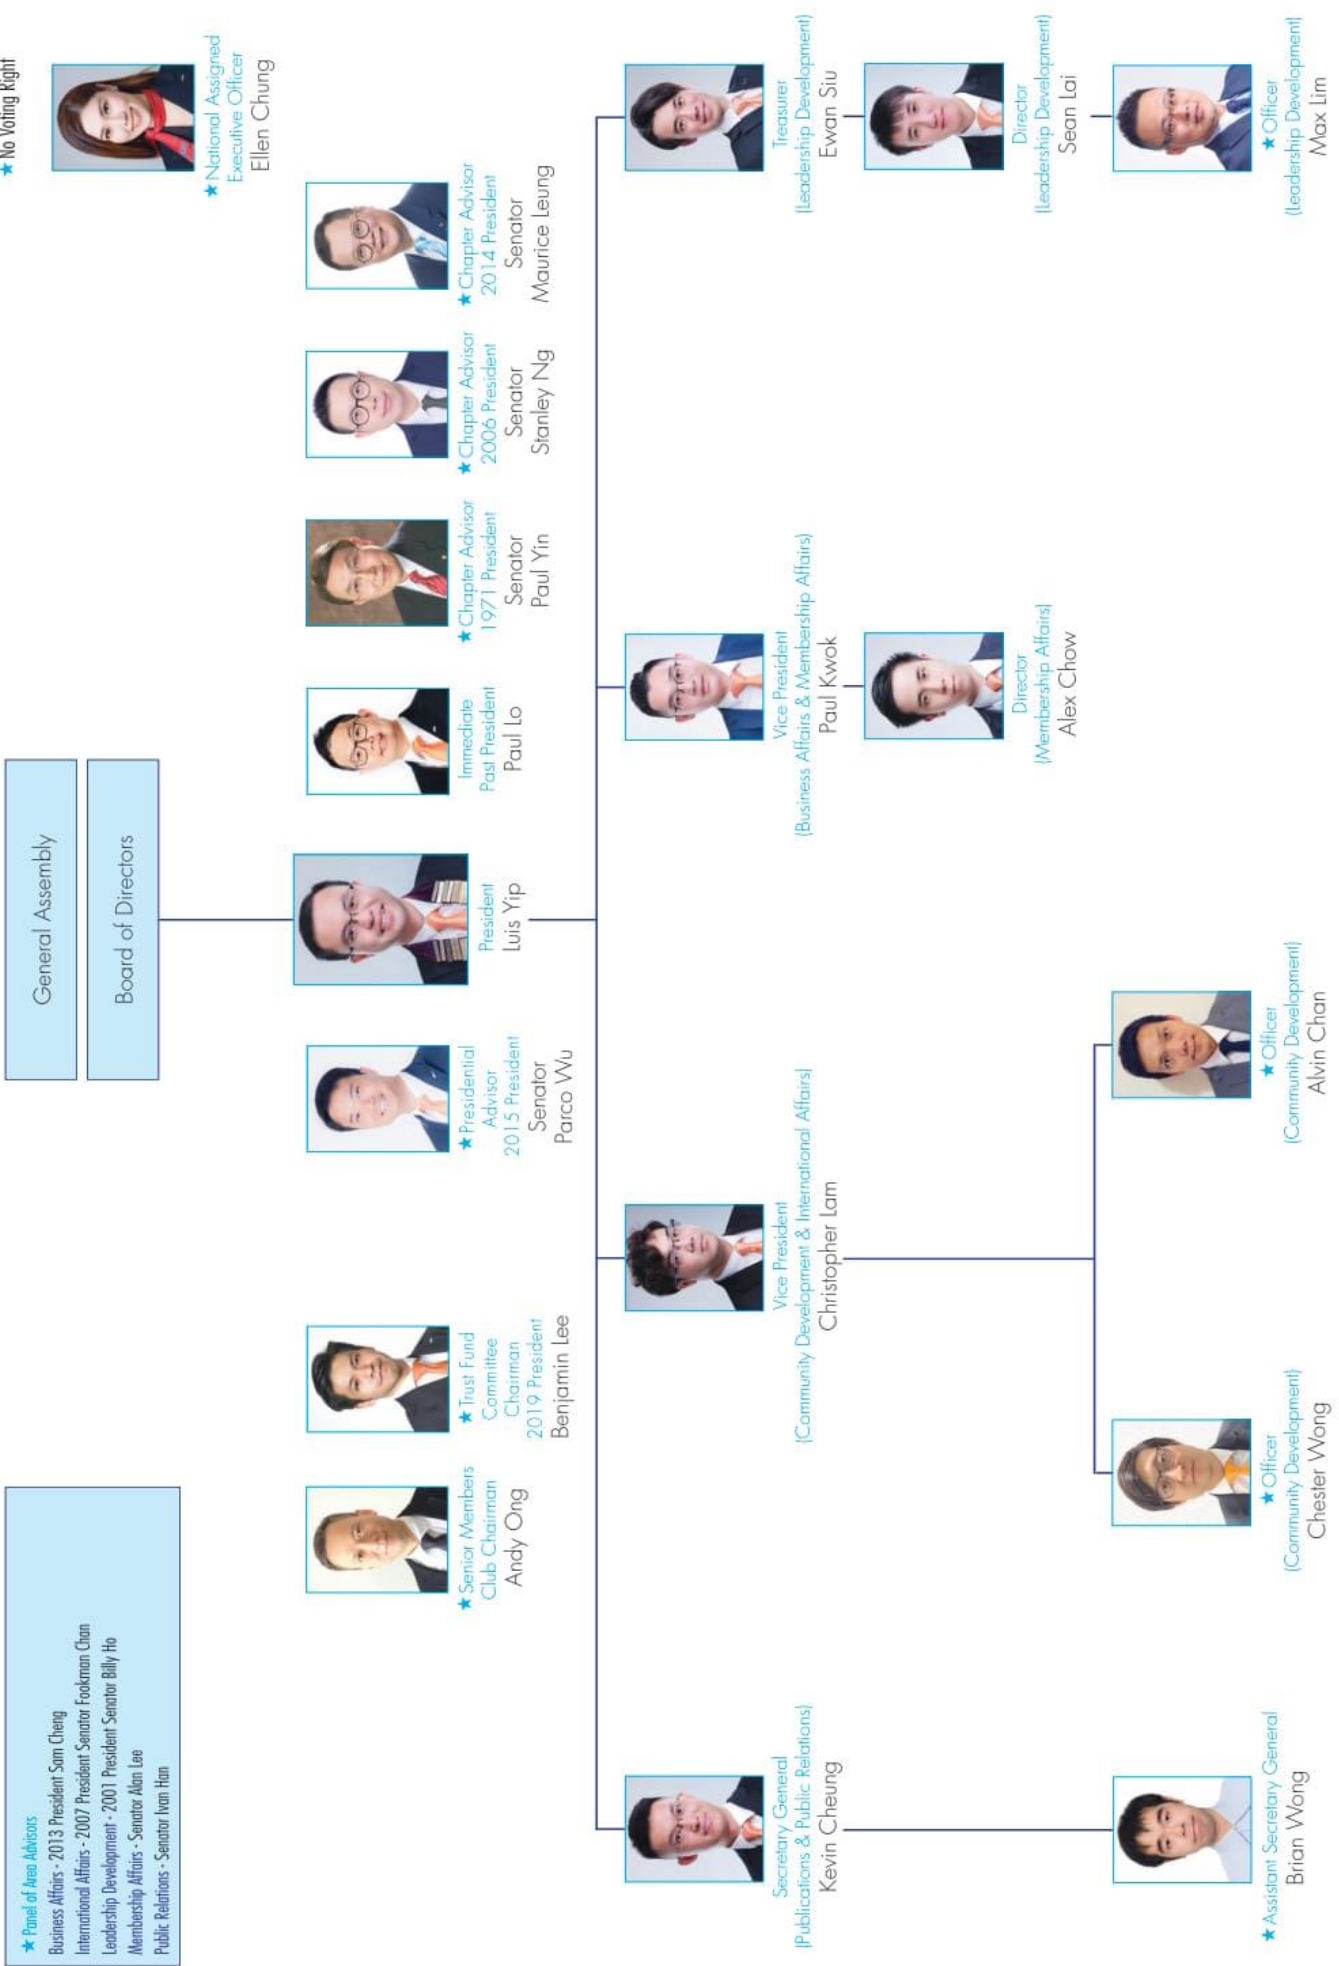 ★ Panel of Area Advisors
Business Affairs - 2013 President Sam Cheng
International Affairs - 2007 President Senator Fookman Chan
Leadership Development - 2001 President Senator Billy Ho
Membership Affairs - Senator Alan Lee
Public Relations - Senator Ivan Han
General Assembly
Board of Directors
★ No Voting Right
★ National Assigned
Executive Officer
Ellen Chung
★ Senior Members
Club Chairman
Andy Ong
★ Trust Fund
Committee
Chairman
2019 President
Benjamin Lee
★ Presidential
Advisor
2015 President
Senator
Parco Wu
President
Luis Yip
Immediate
Past President
Paul Lo
★ Chapter Advisor
1971 President
Senator
Paul Yin
★ Chapter Advisor
2006 President
Senator
Stanley Ng
★ Chapter Advisor
2014 President
Senator
Maurice Leung
Secretary General
(Publications & Public Relations)
Kevin Cheung
Vice President
(Community Development & International Affairs)
Christopher Lam
Vice President
(Business Affairs & Membership Affairs)
Paul Kwok
Treasurer
(Leadership Development)
Ewan Siu
Director
(Membership Affairs)
Alex Chow
Director
(Leadership Development)
Sean Lai
★ Assistant Secretary General
Brian Wong
★ Officer
(Community Development)
Chester Wong
★ Officer
(Community Development)
Alvin Chan
★ Officer
(Leadership Development)
Max Lim